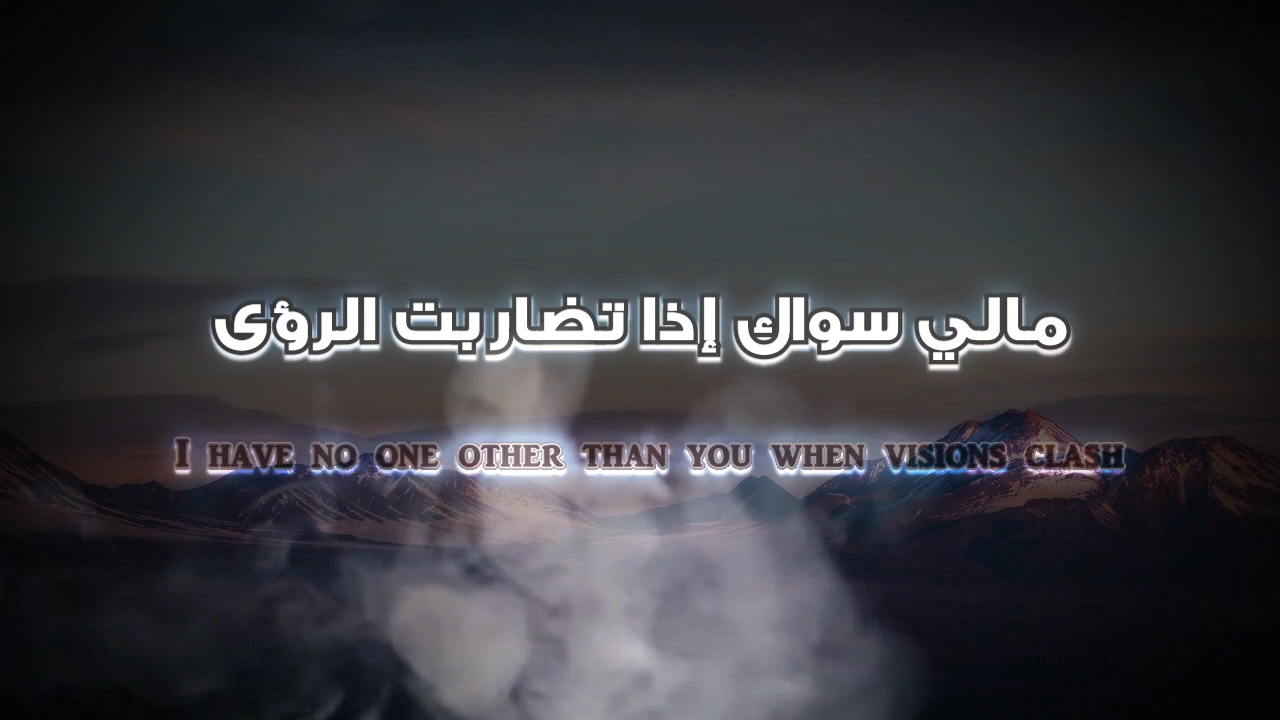 مالي سواك إذا تضاربت الرؤى
I HAVE NO ONE OTHER THAN YOU WHEN VISIONS CLASH